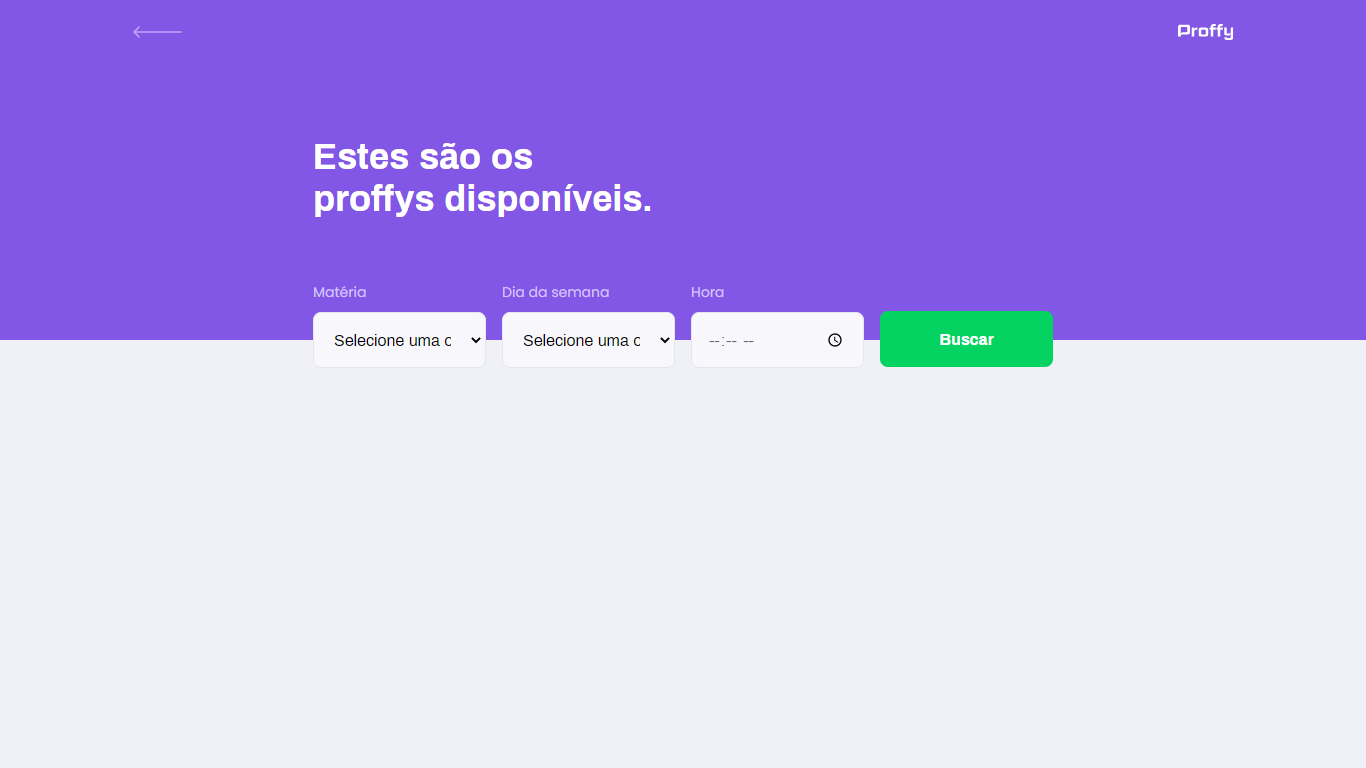 Proffy
Estes são os
proffys disponíveis.
Matéria
Dia da semana
Hora
Selecione uma
Selecione uma
--:-- --
Buscar